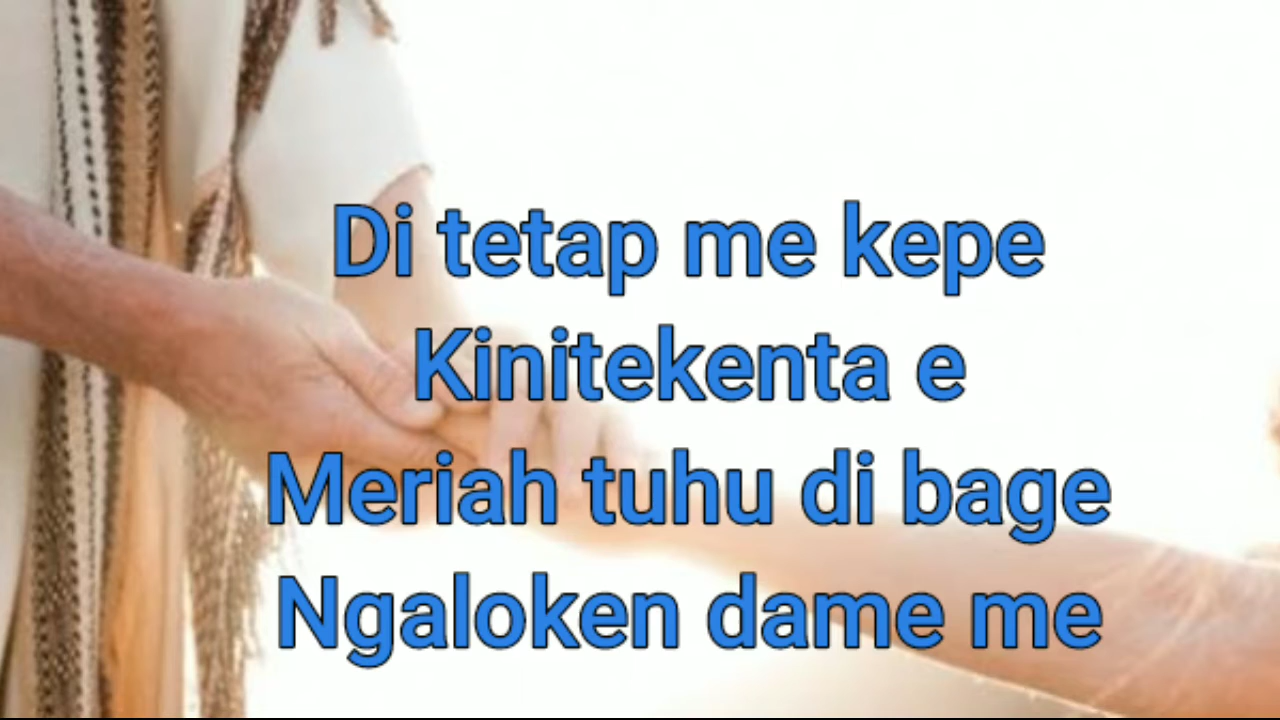 Di tetap me kepe
Kinitekenta e
Meriah tuhu di bage
Ngaloken dame me